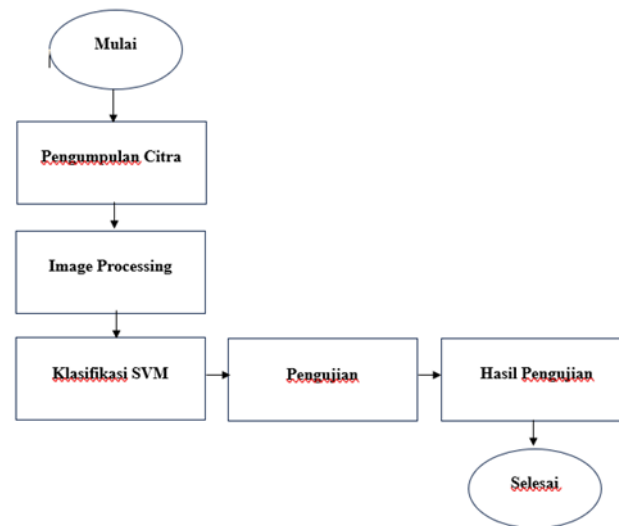 Mulai
Pengumpulan Citra
Image Processing
Klasifikasi SVM
Pengujian
Hasil Pengujian
Selesai